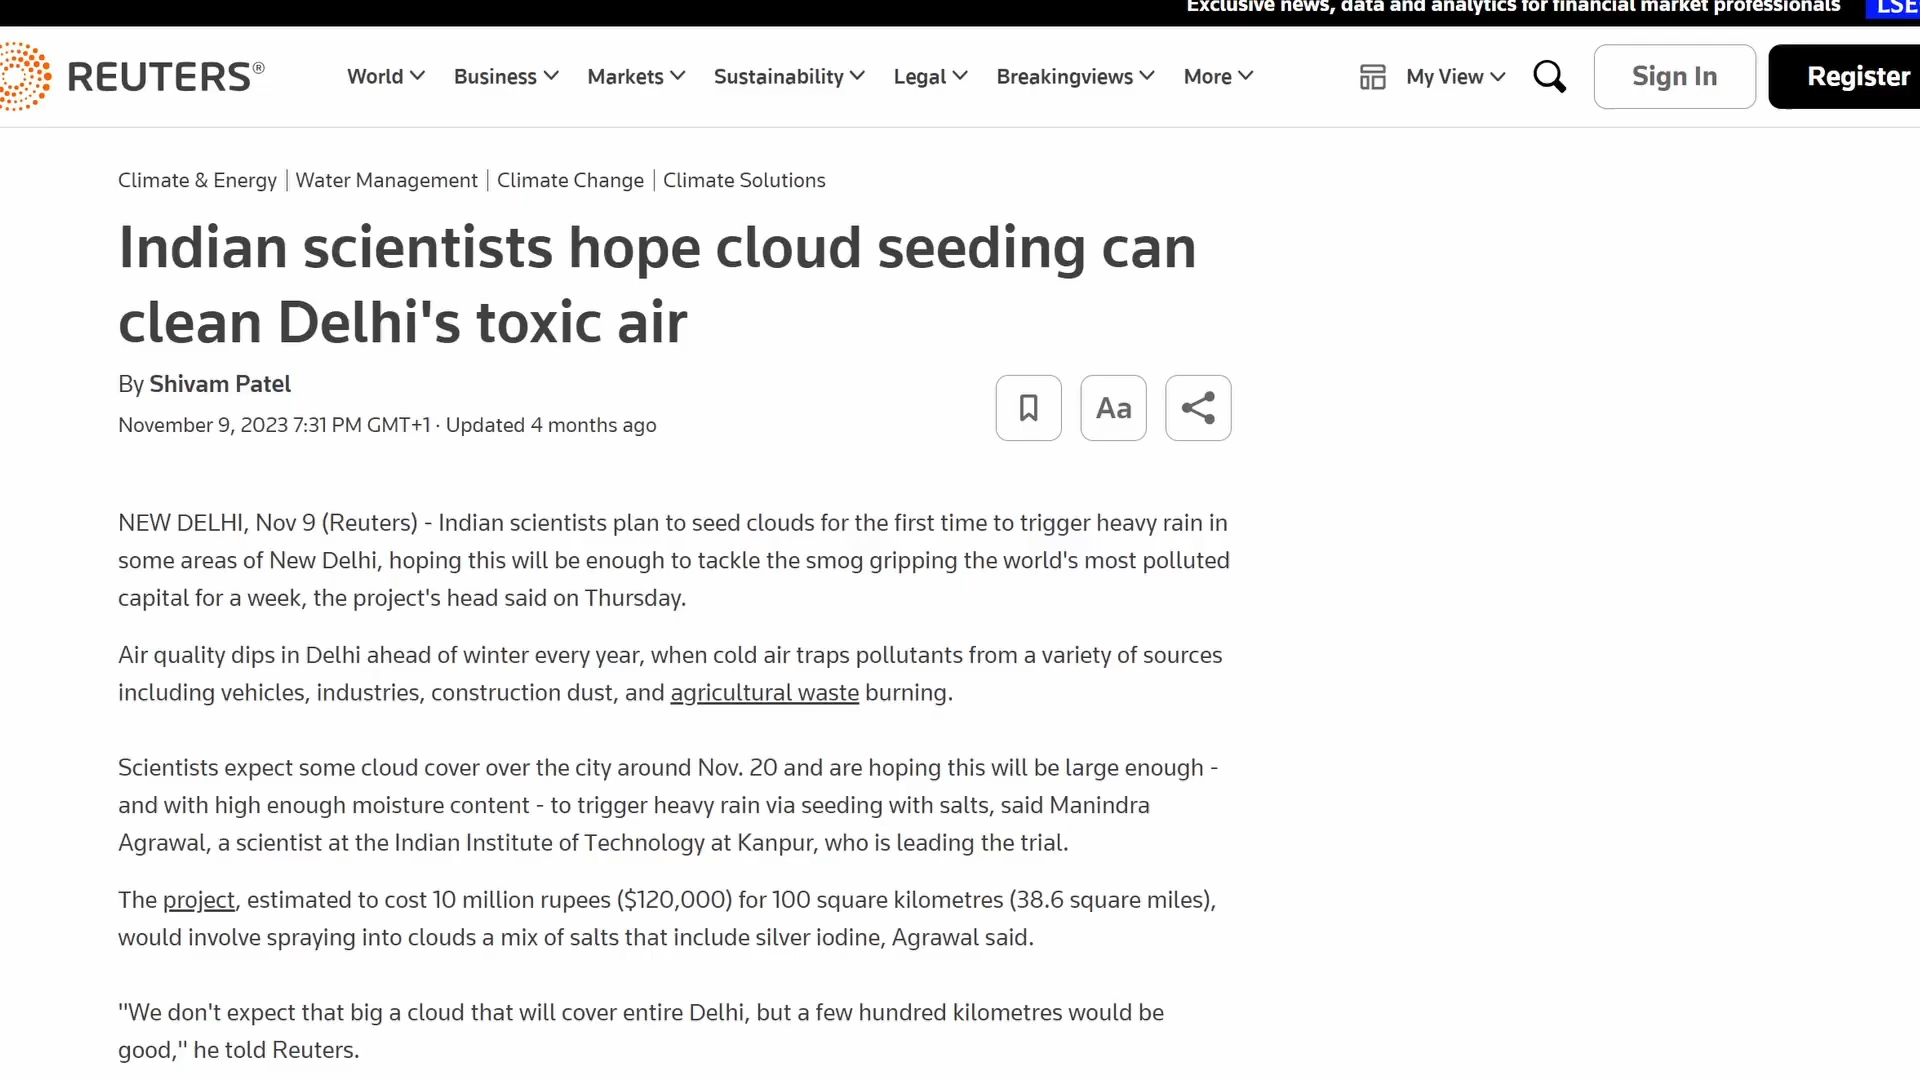 Exclusive news, data and analytics for financial market professionals
REUTERS®
World Business Markets Sustainability Legal Breakingviews More My View Sign In Register
Climate & Energy | Water Management | Climate Change | Climate Solutions
Indian scientists hope cloud seeding can
clean Delhi's toxic air
By Shivam Patel
November 9, 2023 7:31 PM GMT+1 · Updated 4 months ago
Aa
NEW DELHI, Nov 9 (Reuters) - Indian scientists plan to seed clouds for the first time to trigger heavy rain in
some areas of New Delhi, hoping this will be enough to tackle the smog gripping the world's most polluted
capital for a week, the project's head said on Thursday.
Air quality dips in Delhi ahead of winter every year, when cold air traps pollutants from a variety of sources
including vehicles, industries, construction dust, and agricultural waste burning.
Scientists expect some cloud cover over the city around Nov. 20 and are hoping this will be large enough -
and with high enough moisture content - to trigger heavy rain via seeding with salts, said Manindra
Agrawal, a scientist at the Indian Institute of Technology at Kanpur, who is leading the trial.
The project, estimated to cost 10 million rupees ($120,000) for 100 square kilometres (38.6 square miles),
would involve spraying into clouds a mix of salts that include silver iodine, Agrawal said.
"We don't expect that big a cloud that will cover entire Delhi, but a few hundred kilometres would be
good," he told Reuters.